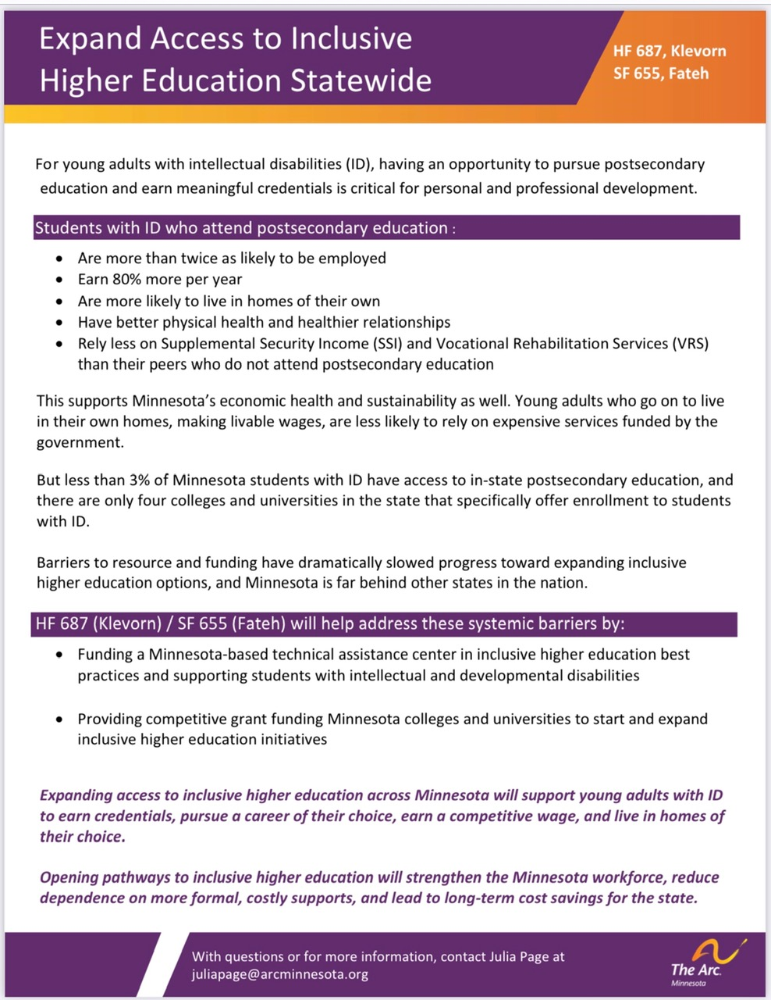 Expand Access to Inclusive
Higher Education Statewide
HF 687, Klevorn
SF 655, Fateh
For young adults with intellectual disabilities (ID), having an opportunity to pursue postsecondary
education and earn meaningful credentials is critical for personal and professional development.
Students with ID who attend postsecondary education :
• Are more than twice as likely to be employed
• Earn 80% more per year
• Are more likely to live in homes of their own
• Have better physical health and healthier relationships
• Rely less on Supplemental Security Income (SSI) and Vocational Rehabilitation Services (VRS)
than their peers who do not attend postsecondary education
This supports Minnesota’s economic health and sustainability as well. Young adults who go on to live
in their own homes, making livable wages, are less likely to rely on expensive services funded by the
government.
But less than 3% of Minnesota students with ID have access to in-state postsecondary education, and
there are only four colleges and universities in the state that specifically offer enrollment to students
with ID.
Barriers to resource and funding have dramatically slowed progress toward expanding inclusive
higher education options, and Minnesota is far behind other states in the nation.
HF 687 (Klevorn) / SF 655 (Fateh) will help address these systemic barriers by:
• Funding a Minnesota-based technical assistance center in inclusive higher education best
practices and supporting students with intellectual and developmental disabilities
• Providing competitive grant funding Minnesota colleges and universities to start and expand
inclusive higher education initiatives
Expanding access to inclusive higher education across Minnesota will support young adults with ID
to earn credentials, pursue a career of their choice, earn a competitive wage, and live in homes of
their choice.
Opening pathways to inclusive higher education will strengthen the Minnesota workforce, reduce
dependence on more formal, costly supports, and lead to long-term cost savings for the state.
With questions or for more information, contact Julia Page at
juliapage@arcminnesota.org
The Arc.
Minnesota